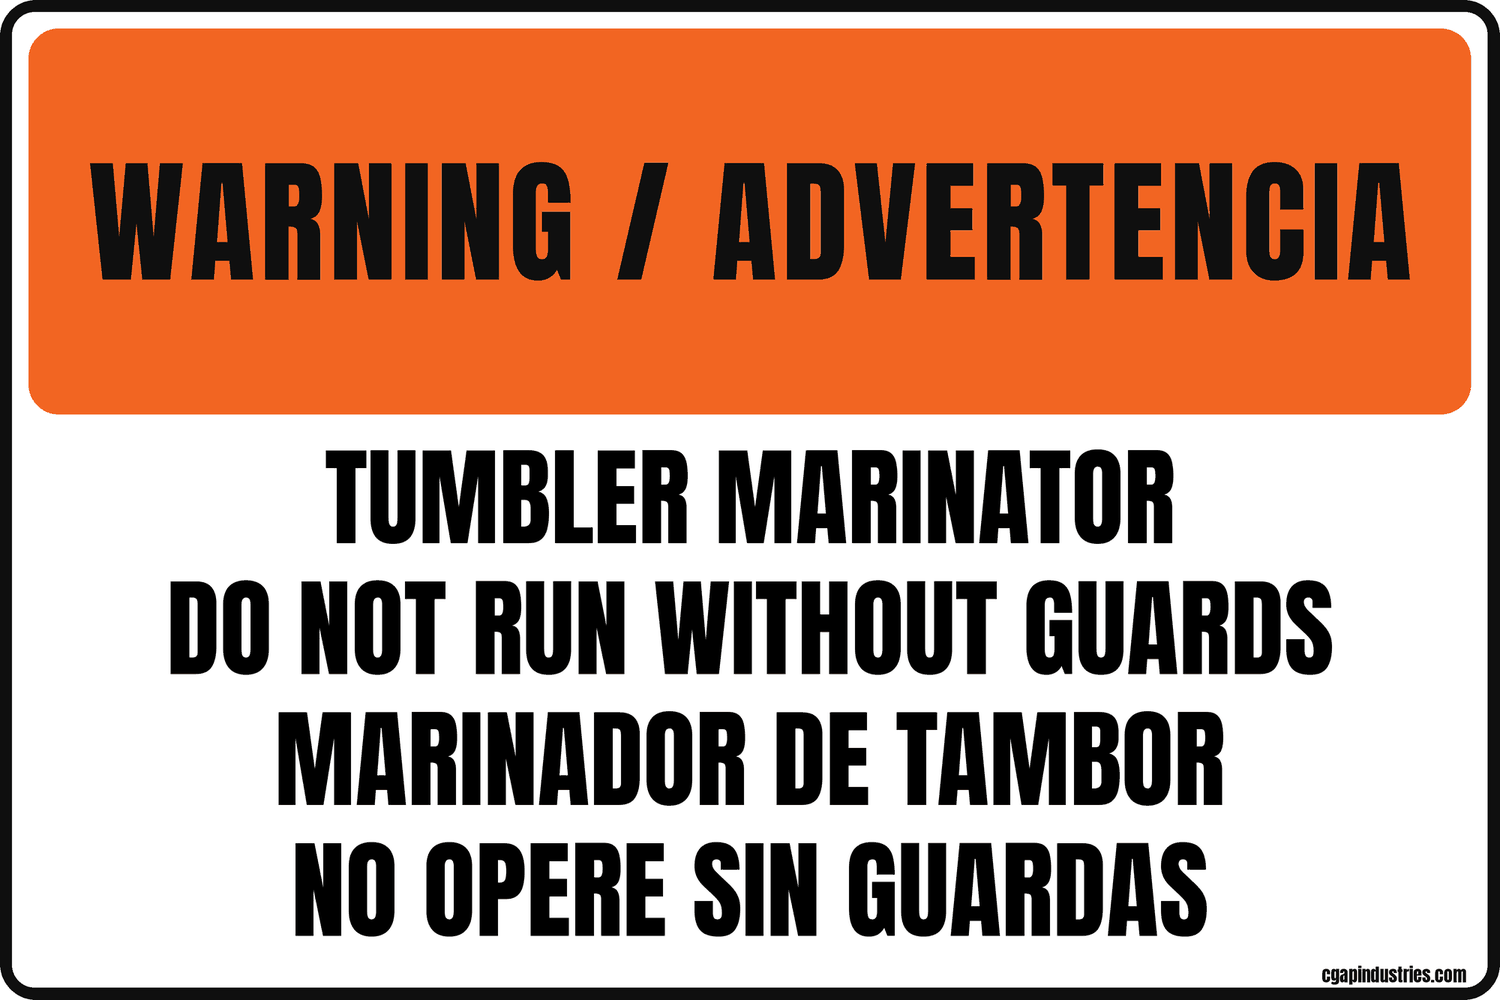 WARNING / ADVERTENCIA
TUMBLER MARINATOR
DO NOT RUN WITHOUT GUARDS
MARINADOR DE TAMBOR
NO OPERE SIN GUARDAS
cgapindustries.com